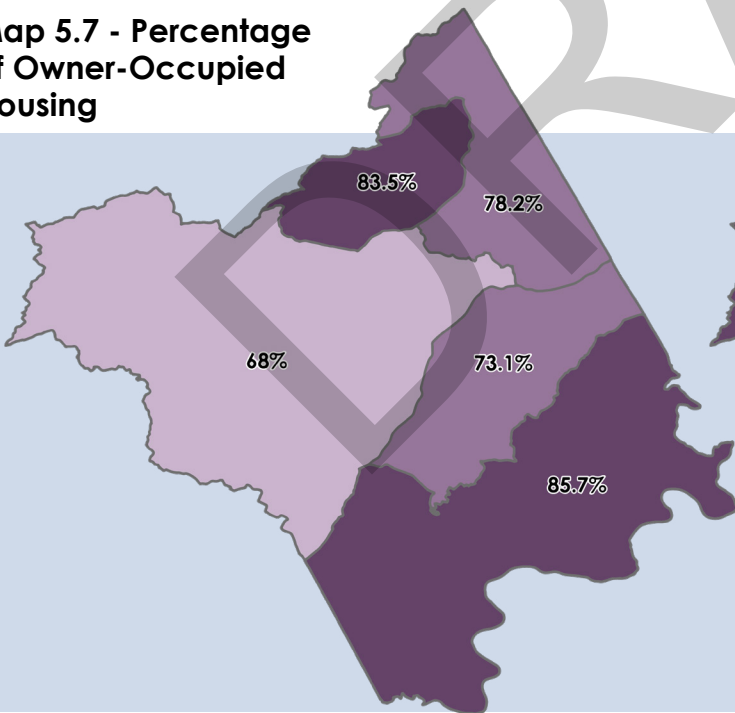 ap 5.7 - Percentage
f Owner-Occupied
ousing
83.5%
78.2%
68%
73.1%
85.7%